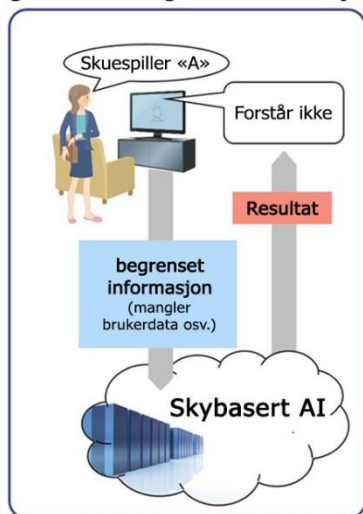 Skuespiller «A»
Forstår ikke
Resultat
begrenset
informasjon
(mangler
brukerdata osv.)
Skybasert AI